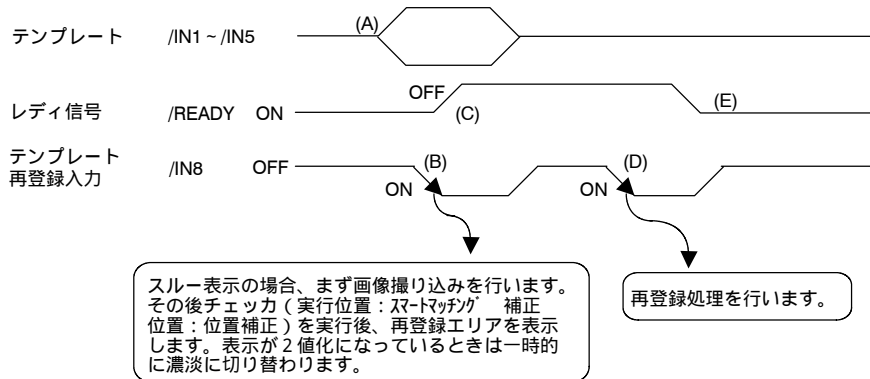 テンプレート /IN1 ~ /IN5 (A)
レディ信号 /READY ON OFF (C) (E)
テンプレート
再登録入力 /IN8 OFF ON (B) ON (D)
スルー表示の場合、まず画像撮り込みを行います。
その後チェッカ(実行位置:ｽﾏｰﾄﾏｯﾁﾝｸﾞ 補正
位置:位置補正)を実行後、再登録エリアを表示
します。表示が2値化になっているときは一時的
に濃淡に切り替わります。
再登録処理を行います。